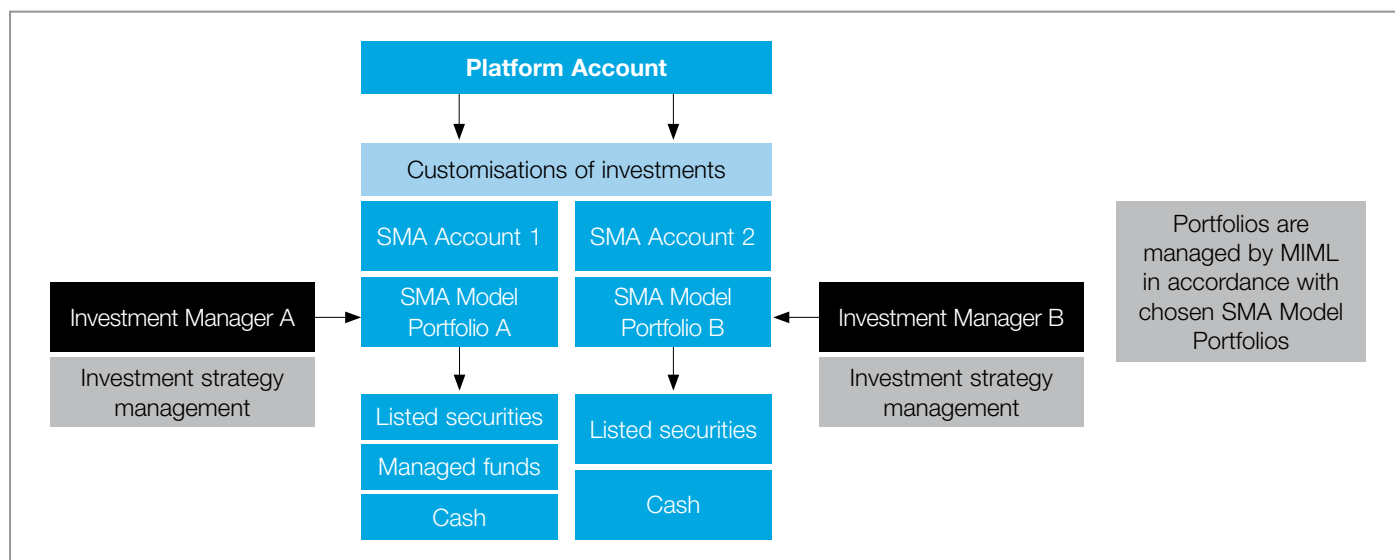 Platform Account
Customisations of investments
SMA Account 1
SMA Account 2
Investment Manager A
SMA Model
Portfolio A
SMA Model
Portfolio B
Investment Manager B
Investment strategy
management
Investment strategy
management
Listed securities
Managed funds
Cash
Listed securities
Cash
Portfolios are
managed by MIML
in accordance with
chosen SMA Model
Portfolios